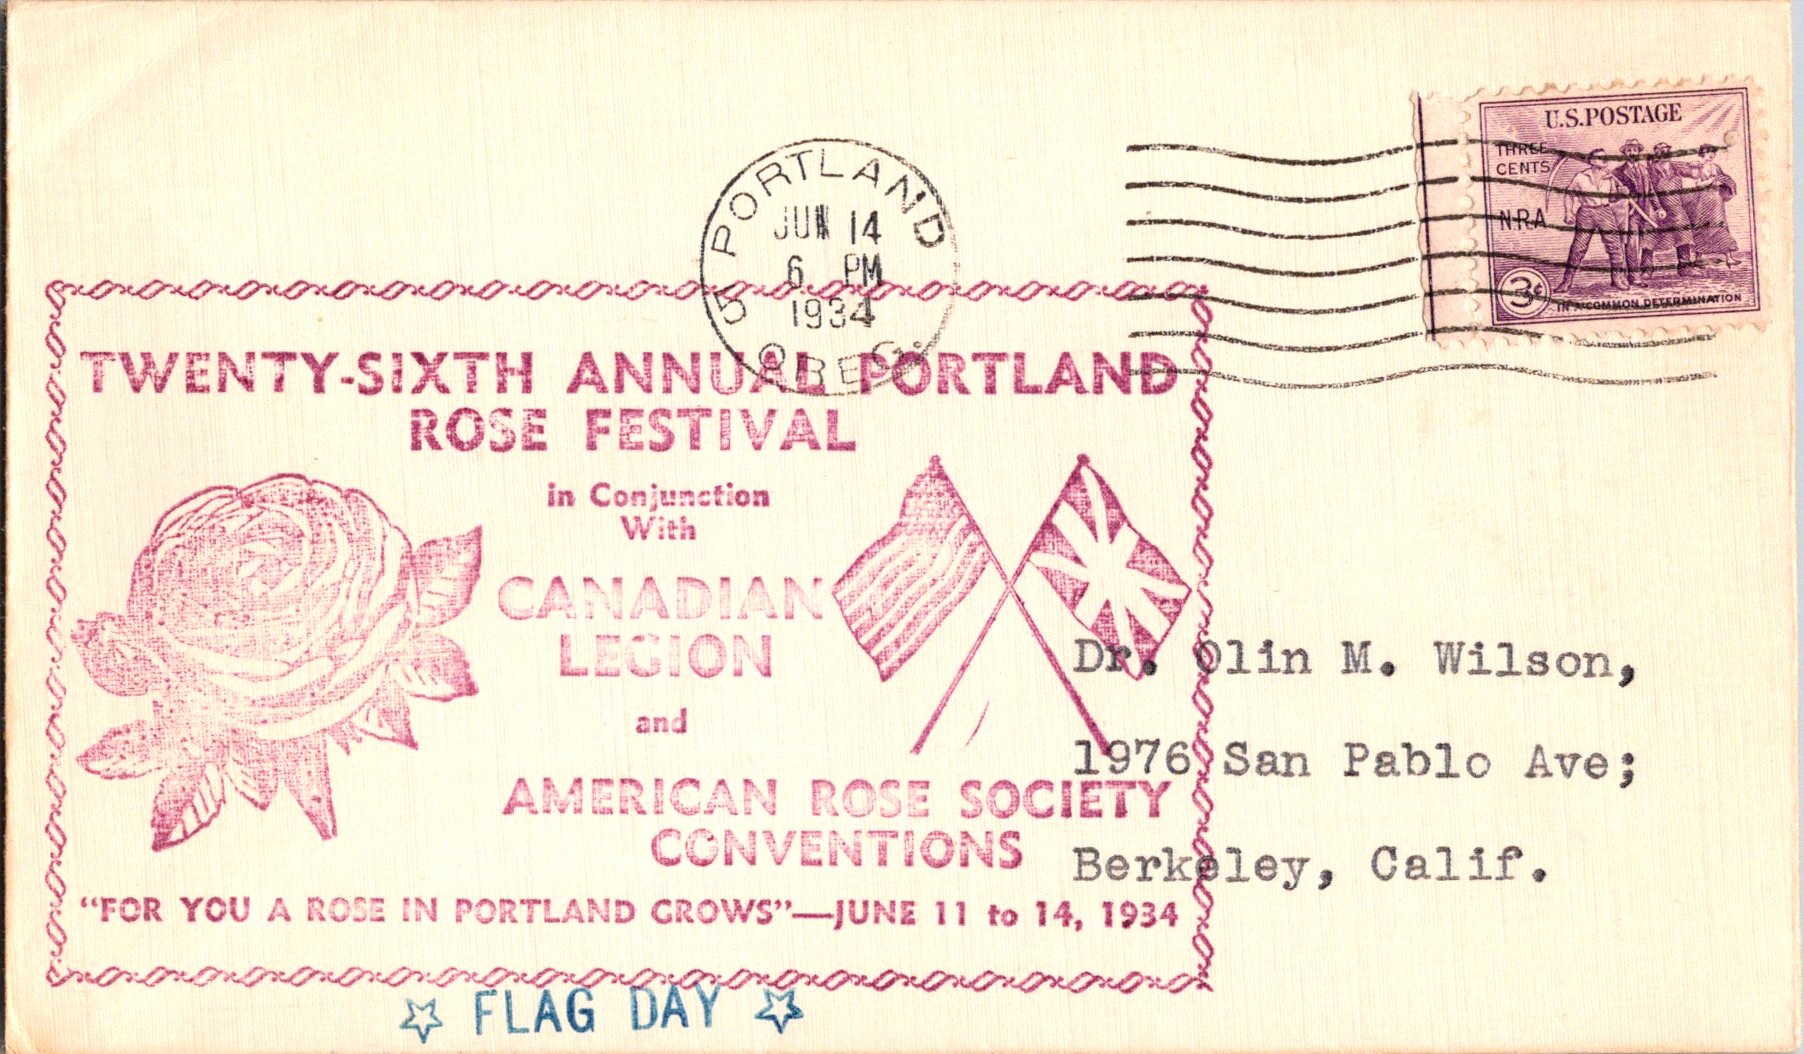 U.S.POSTAGE
THREE
CENTS
N.R.A.
3¢
IN A COMMON DETERMINATION
5 PORTLAND
JUN 14
6 PM
1934
OREG.
TWENTY-SIXTH ANNUAL PORTLAND
ROSE FESTIVAL
in Conjunction
With
CANADIAN
LEGION
and
AMERICAN ROSE SOCIETY
CONVENTIONS
"FOR YOU A ROSE IN PORTLAND GROWS"—JUNE 11 to 14, 1934
☆ FLAG DAY ☆
Dr. Olin M. Wilson,
1976 San Pablo Ave;
Berkeley, Calif.